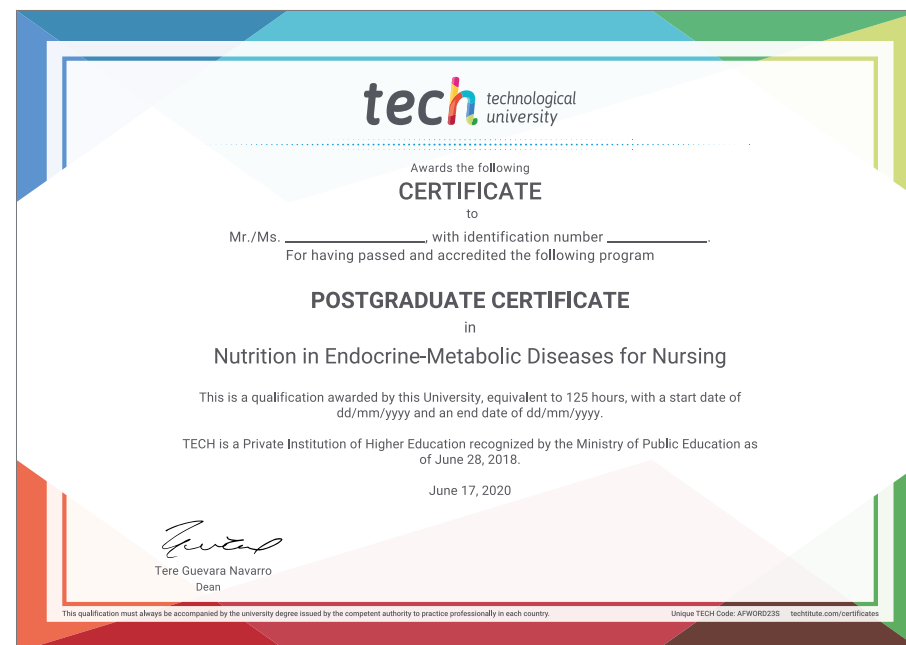 tech technological
university
Awards the following
CERTIFICATE
to
Mr./Ms. ____________________, with identification number ______________.
For having passed and accredited the following program
POSTGRADUATE CERTIFICATE
in
Nutrition in Endocrine-Metabolic Diseases for Nursing
This is a qualification awarded by this University, equivalent to 125 hours, with a start date of
dd/mm/yyyy and an end date of dd/mm/yyyy.
TECH is a Private Institution of Higher Education recognized by the Ministry of Public Education as
of June 28, 2018.
June 17, 2020
Tere Guevara Navarro
Dean
This qualification must always be accompanied by the university degree issued by the competent authority to practice professionally in each country. Unique TECH Code: AFWORD23S techtitute.com/certificates